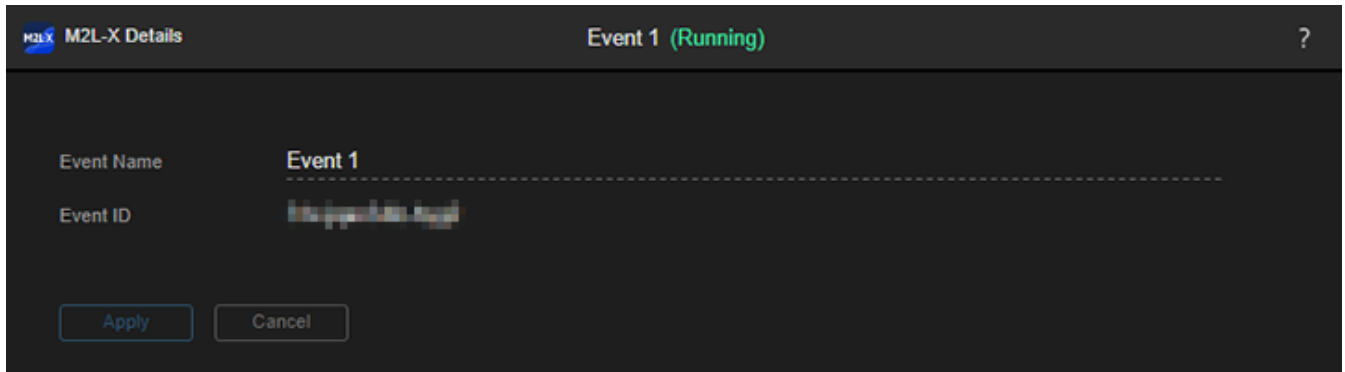 M2L-X M2L-X Details Event 1 (Running) ?
Event Name Event 1
Event ID
Apply Cancel